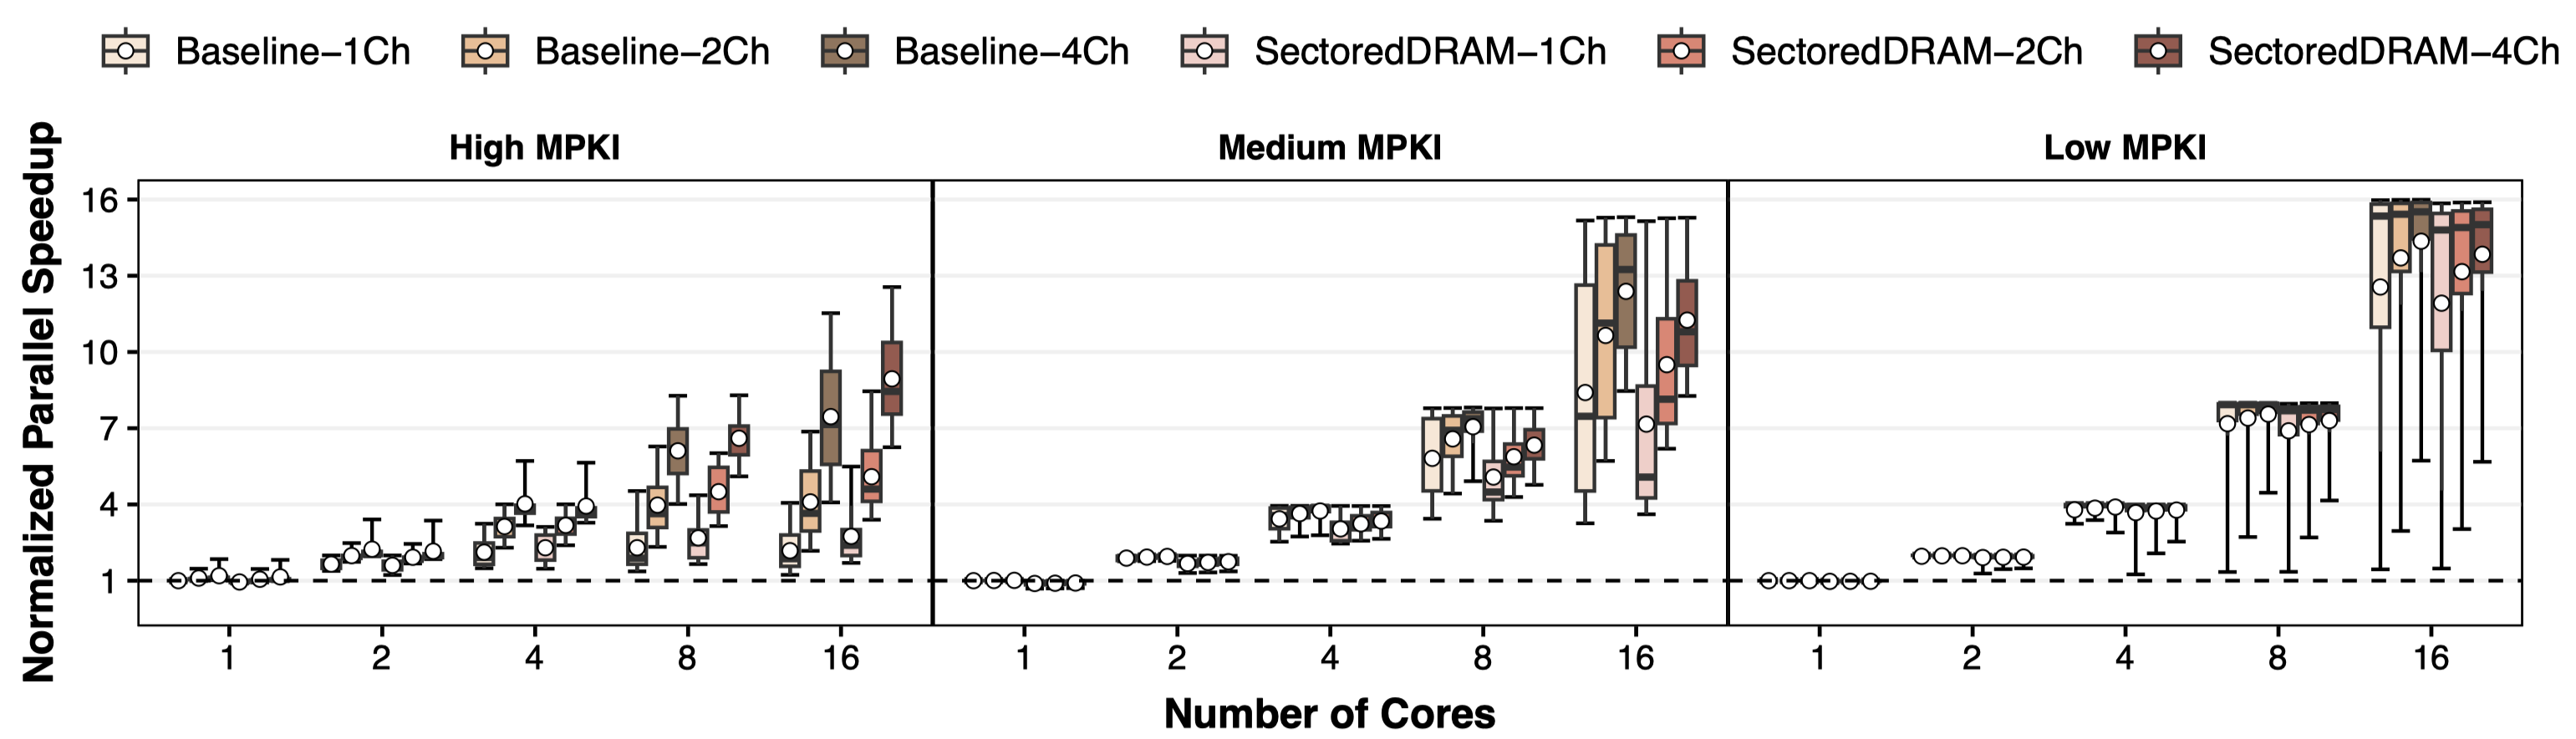 Baseline−1Ch Baseline−2Ch Baseline−4Ch SectoredDRAM−1Ch SectoredDRAM−2Ch SectoredDRAM−4Ch
High MPKI Medium MPKI Low MPKI
Normalized Parallel Speedup
16
13
10
7
4
1
1 2 4 8 16 1 2 4 8 16 1 2 4 8 16
Number of Cores